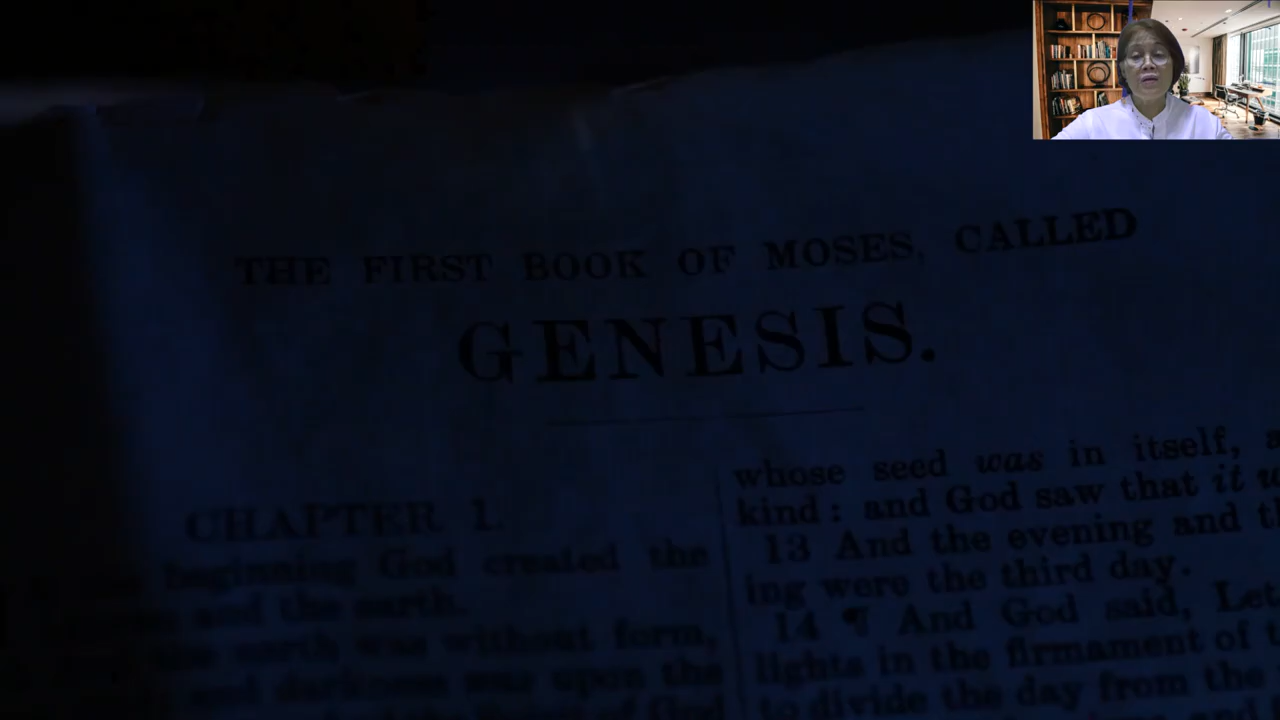 THE FIRST BOOK OF MOSES, CALLED
GENESIS.
CHAPTER 1.
beginning God created the
and the earth.
the earth was without form,
and darkness was upon the
of God
whose seed was in itself,
kind: and God saw that it
13 And the evening and
ing were the third day.
14 ¶ And God said, Let
lights in the firmament of
to divide the day from the